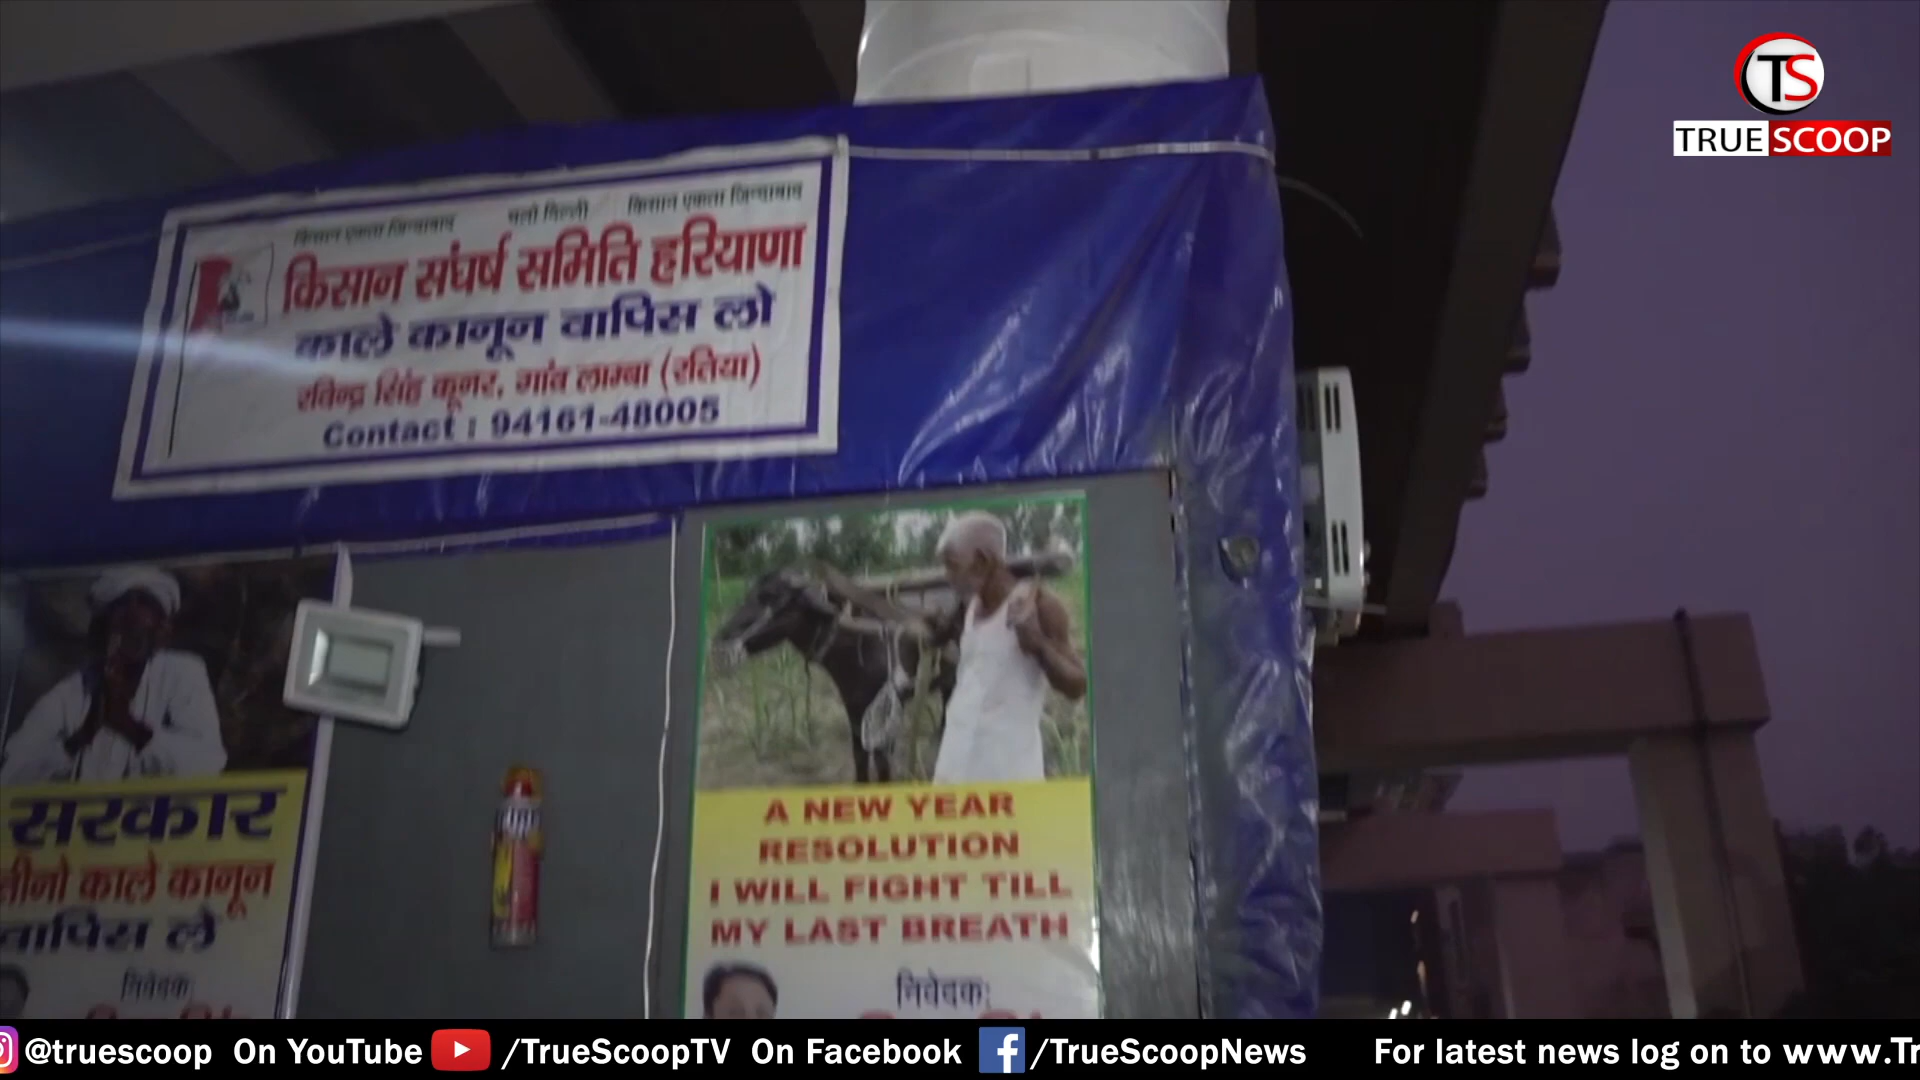 TS
TRUE SCOOP
किसान एकता जिन्दाबाद चलो दिल्ली किसान एकता जिन्दाबाद
किसान संघर्ष समिति हरियाणा
काले कानून वापिस लो
रविन्द्र सिंह कूनर, गांव लाम्बा (रतिया)
Contact : 94161-48005
सरकार
तीनो काले कानून
वापिस ले
निवेदक:
A NEW YEAR
RESOLUTION
I WILL FIGHT TILL
MY LAST BREATH
निवेदक:
@truescoop On YouTube /TrueScoopTV On Facebook /TrueScoopNews For latest news log on to www.Tr